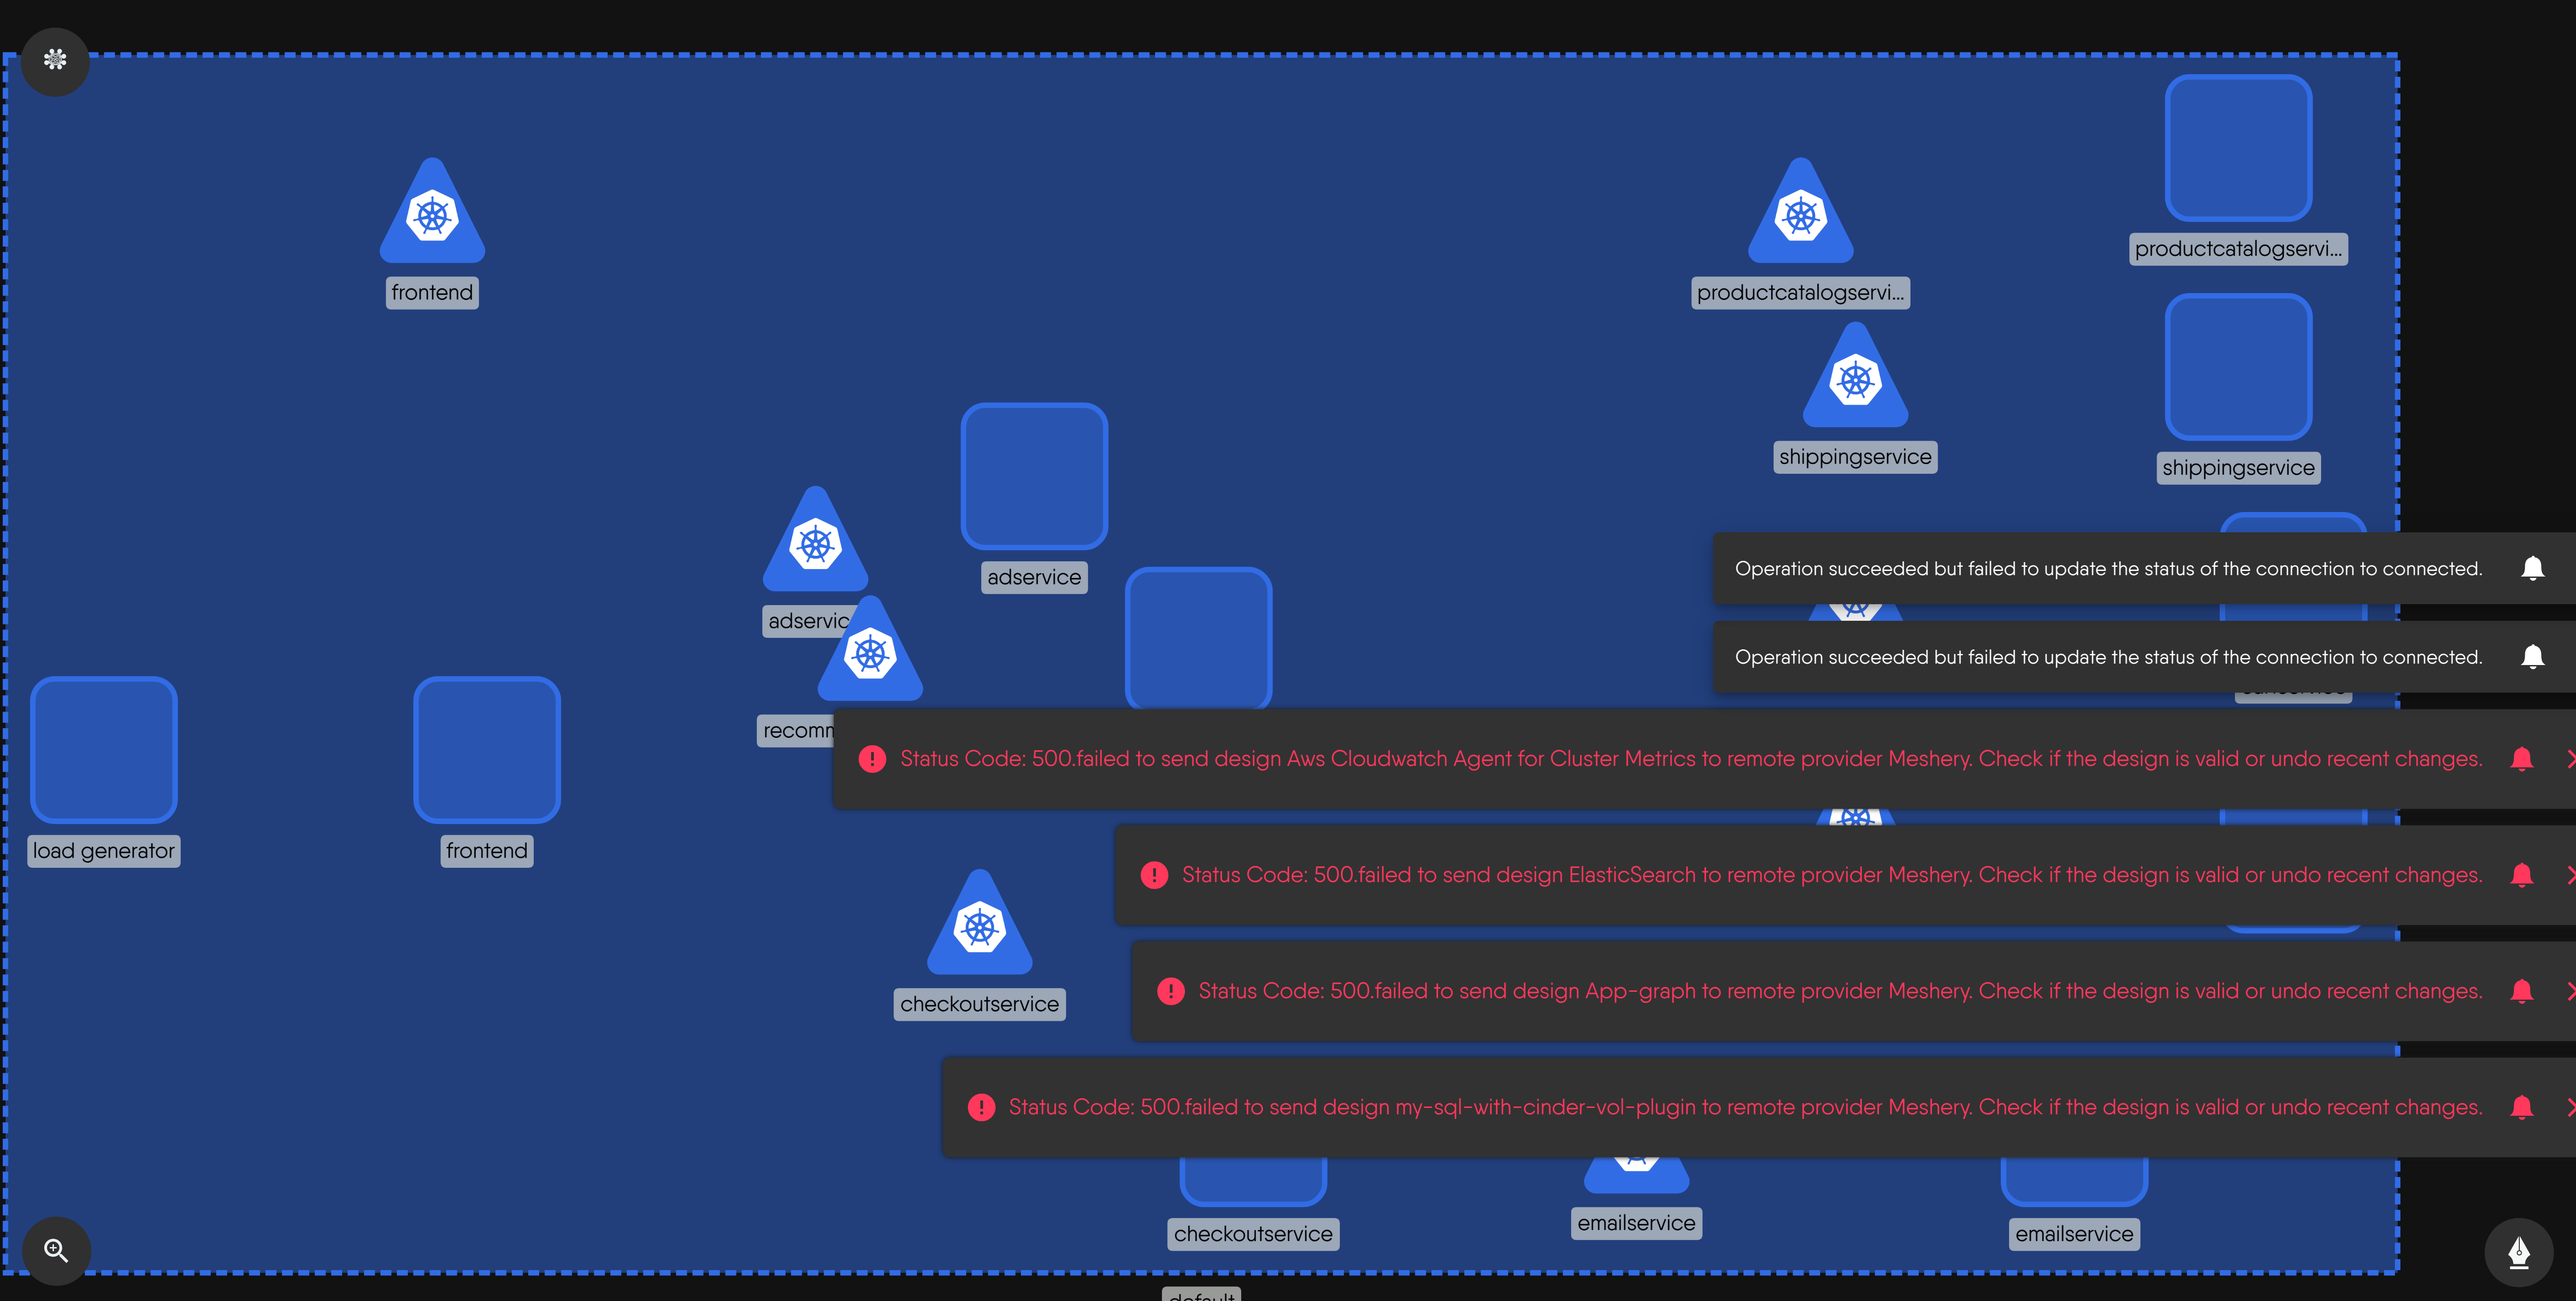 productcatalogservi...
frontend
productcatalogservi...
shippingservice
shippingservice
Operation succeeded but failed to update the status of the connection to connected.
adservice
adservic
Operation succeeded but failed to update the status of the connection to connected.
recomm
Status Code: 500.failed to send design Aws Cloudwatch Agent for Cluster Metrics to remote provider Meshery. Check if the design is valid or undo recent changes.
load generator
frontend
Status Code: 500.failed to send design ElasticSearch to remote provider Meshery. Check if the design is valid or undo recent changes.
checkoutservice
Status Code: 500.failed to send design App-graph to remote provider Meshery. Check if the design is valid or undo recent changes.
Status Code: 500.failed to send design my-sql-with-cinder-vol-plugin to remote provider Meshery. Check if the design is valid or undo recent changes.
checkoutservice
emailservice
emailservice
default